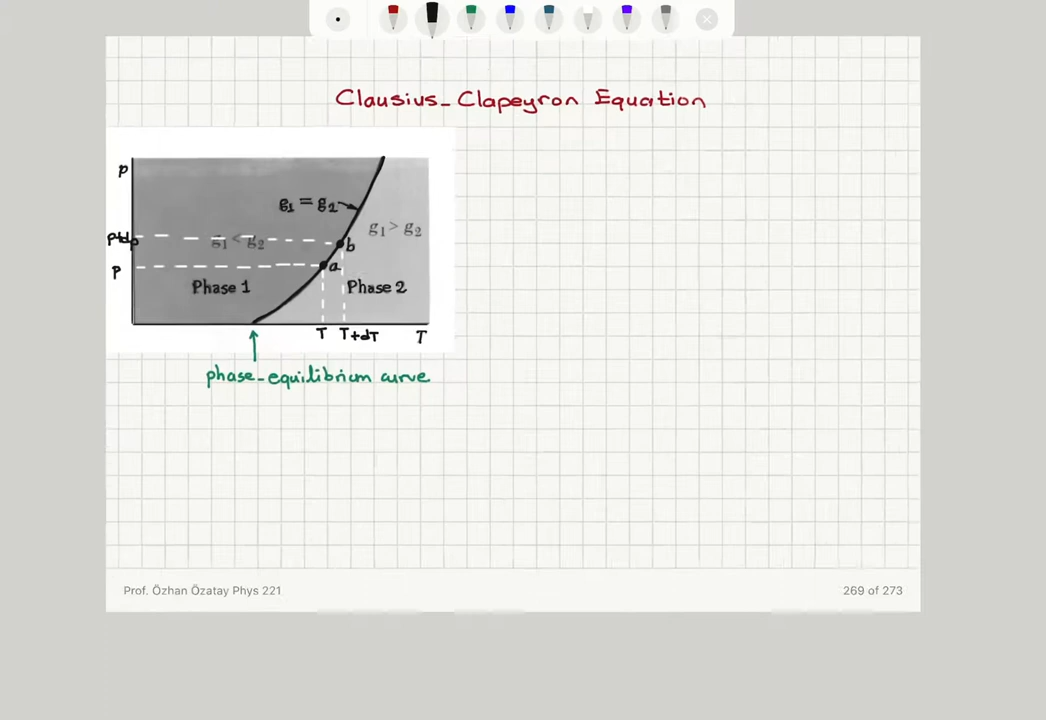 Clausius-Clapeyron Equation
p
g₁ = g₂
g₁ > g₂
p+dp
g₁ < g₂
b
p
a
Phase 1
Phase 2
T
T+dT
T
phase-equilibrium curve
Prof. Özhan Özatay Phys 221
269 of 273